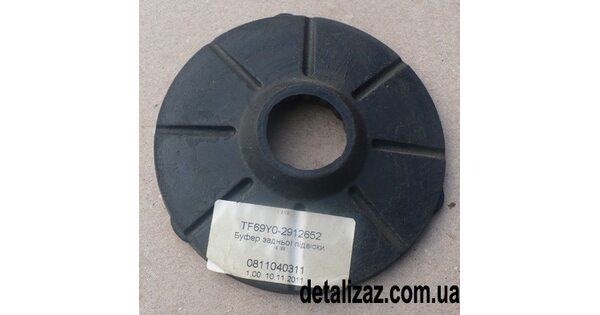 TF69Y0-2912652
Буфер задньої підвіски
0811040311
1,00 10.11.2011
detalizaz.com.ua